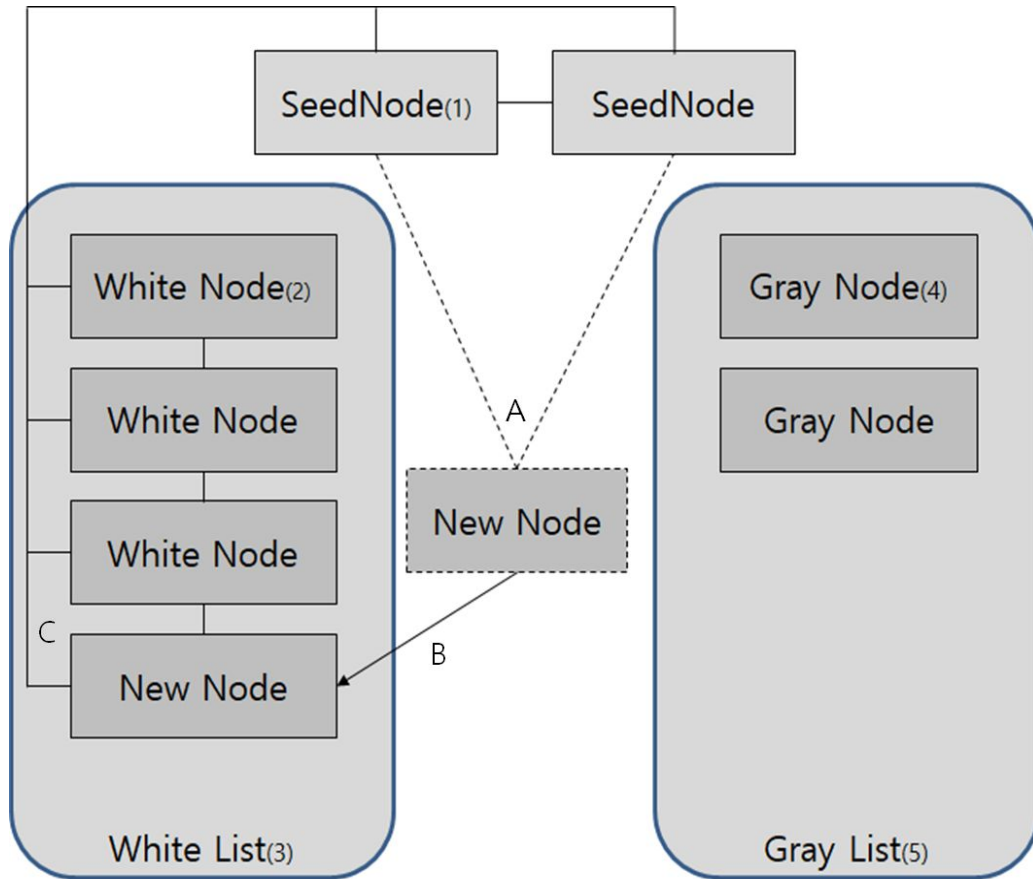 SeedNode(1)
SeedNode
White Node(2)
White Node
White Node
New Node
White List(3)
A
New Node
B
C
Gray Node(4)
Gray Node
Gray List(5)